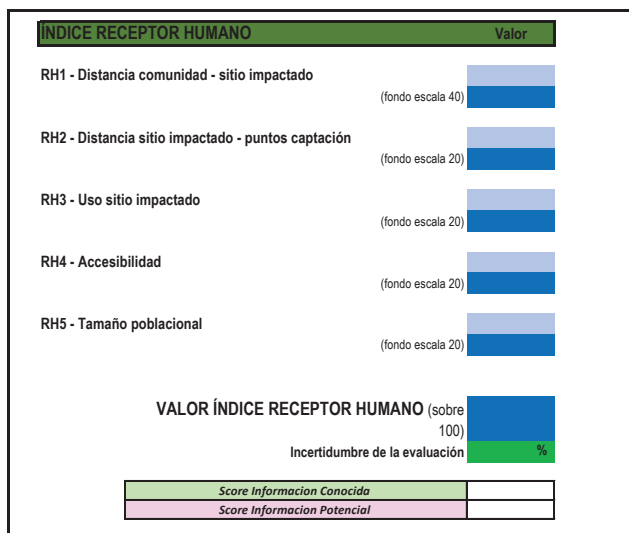 ÍNDICE RECEPTOR HUMANO Valor
RH1 - Distancia comunidad - sitio impactado
(fondo escala 40)
RH2 - Distancia sitio impactado - puntos captación
(fondo escala 20)
RH3 - Uso sitio impactado
(fondo escala 20)
RH4 - Accesibilidad
(fondo escala 20)
RH5 - Tamaño poblacional
(fondo escala 20)
VALOR ÍNDICE RECEPTOR HUMANO (sobre
100)
Incertidumbre de la evaluación %
Score Informacion Conocida
Score Informacion Potencial